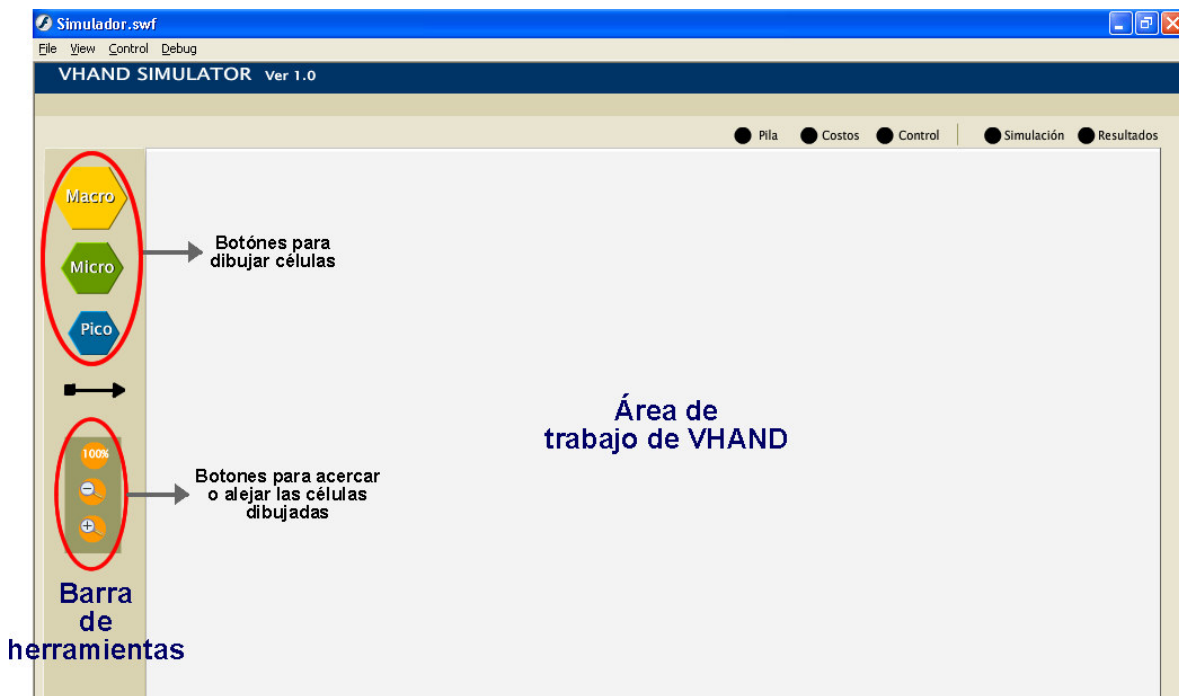 Simulador.swf
File View Control Debug
VHAND SIMULATOR Ver 1.0
Pila Costos Control Simulación Resultados
Macro
Micro
Pico
Botónes para
dibujar células
Área de
trabajo de VHAND
100%
Botones para acercar
o alejar las células
dibujadas
Barra
de
herramientas